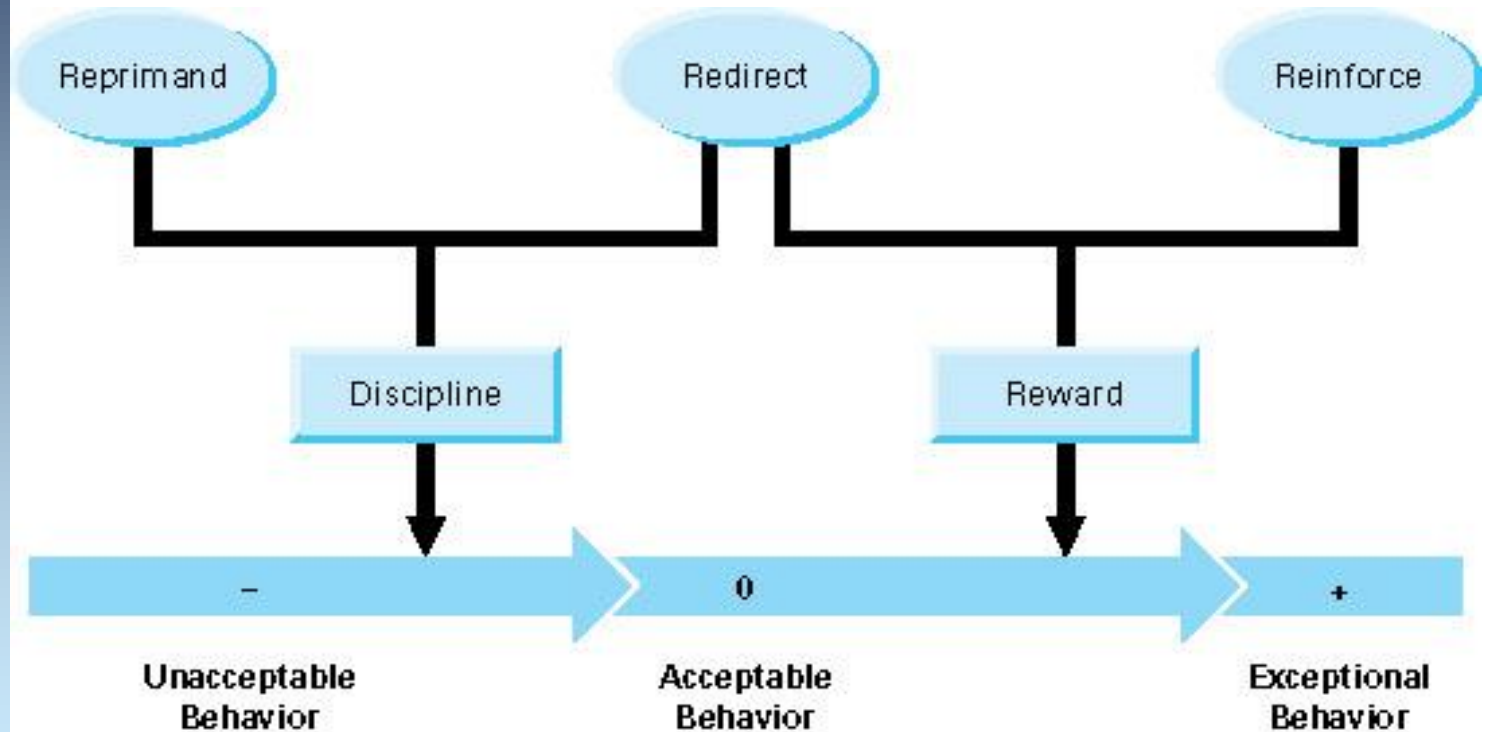 Reprimand
Redirect
Reinforce
Discipline
Reward
–
0
+
Unacceptable
Behavior
Acceptable
Behavior
Exceptional
Behavior